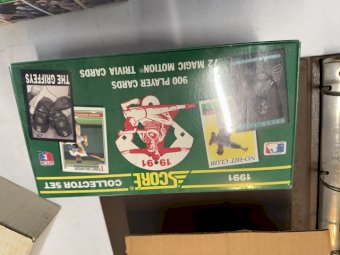 1991
SCORE
COLLECTOR SET
1991
NO-HIT CLUB
THE GRIFFEYS
900 PLAYER CARDS
72 MAGIC MOTION TRIVIA CARDS